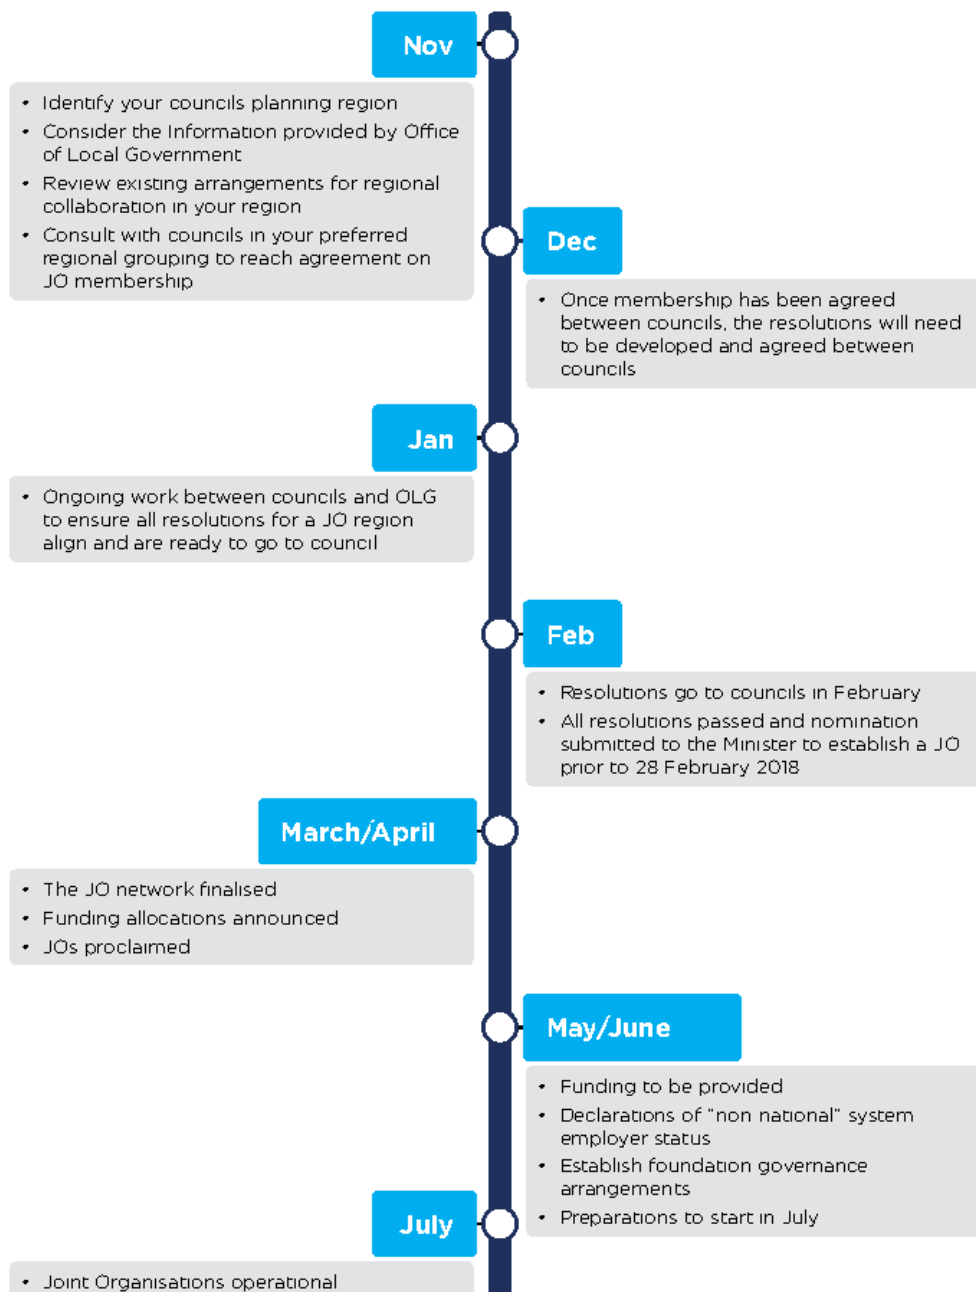 Nov
• Identify your councils planning region
• Consider the Information provided by Office
of Local Government
• Review existing arrangements for regional
collaboration in your region
• Consult with councils in your preferred
regional grouping to reach agreement on
JO membership
Dec
• Once membership has been agreed
between councils, the resolutions will need
to be developed and agreed between
councils
Jan
• Ongoing work between councils and OLG
to ensure all resolutions for a JO region
align and are ready to go to council
Feb
• Resolutions go to councils in February
• All resolutions passed and nomination
submitted to the Minister to establish a JO
prior to 28 February 2018
March/April
• The JO network finalised
• Funding allocations announced
• JOs proclaimed
May/June
• Funding to be provided
• Declarations of "non national" system
employer status
• Establish foundation governance
arrangements
• Preparations to start in July
July
• Joint Organisations operational